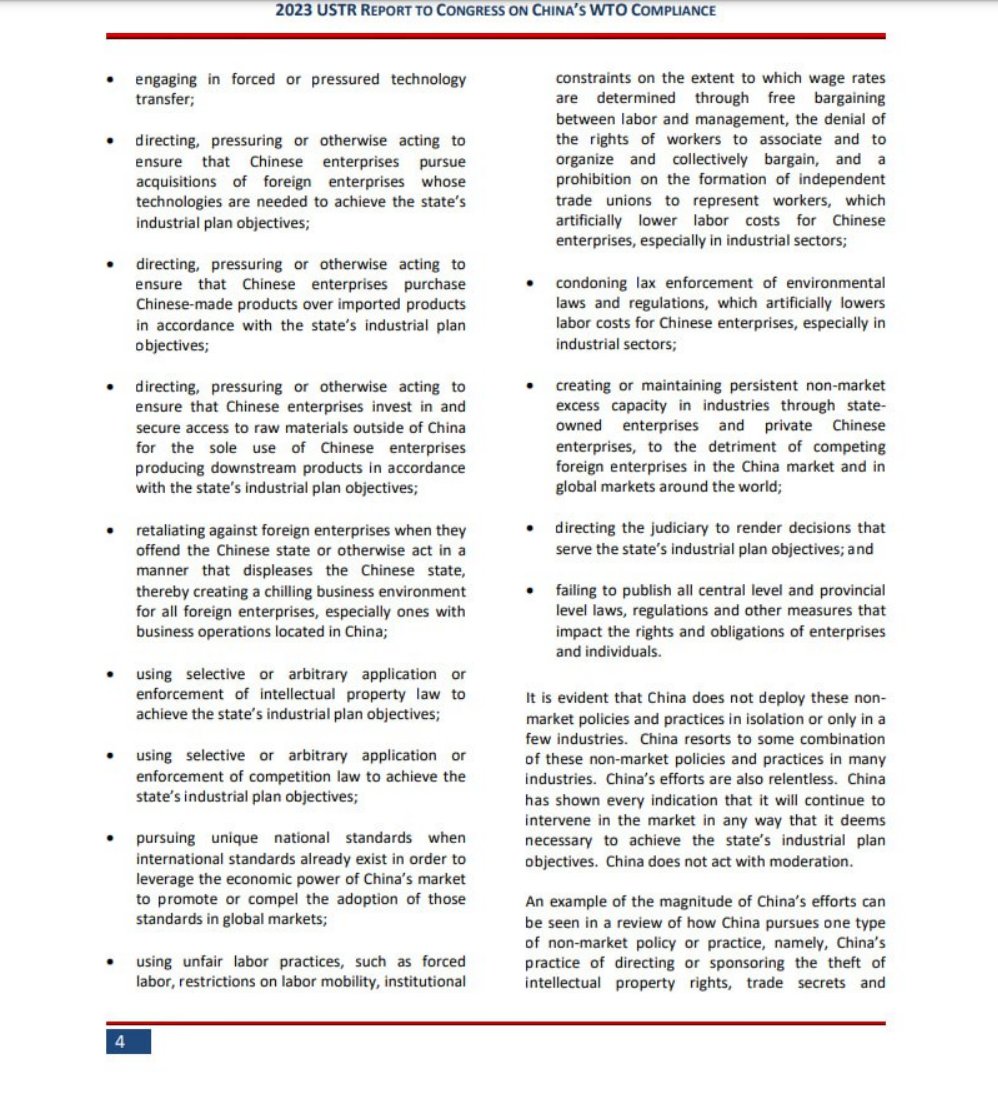 2023 USTR REPORT TO CONGRESS ON CHINA'S WTO COMPLIANCE
• engaging in forced or pressured technology
transfer;
• directing, pressuring or otherwise acting to
ensure that Chinese enterprises pursue
acquisitions of foreign enterprises whose
technologies are needed to achieve the state's
industrial plan objectives;
• directing, pressuring or otherwise acting to
ensure that Chinese enterprises purchase
Chinese-made products over imported products
in accordance with the state's industrial plan
objectives;
• directing, pressuring or otherwise acting to
ensure that Chinese enterprises invest in and
secure access to raw materials outside of China
for the sole use of Chinese enterprises
producing downstream products in accordance
with the state's industrial plan objectives;
• retaliating against foreign enterprises when they
offend the Chinese state or otherwise act in a
manner that displeases the Chinese state,
thereby creating a chilling business environment
for all foreign enterprises, especially ones with
business operations located in China;
• using selective or arbitrary application or
enforcement of intellectual property law to
achieve the state's industrial plan objectives;
• using selective or arbitrary application or
enforcement of competition law to achieve the
state's industrial plan objectives;
• pursuing unique national standards when
international standards already exist in order to
leverage the economic power of China's market
to promote or compel the adoption of those
standards in global markets;
• using unfair labor practices, such as forced
labor, restrictions on labor mobility, institutional
constraints on the extent to which wage rates
are determined through free bargaining
between labor and management, the denial of
the rights of workers to associate and to
organize and collectively bargain, and a
prohibition on the formation of independent
trade unions to represent workers, which
artificially lower labor costs for Chinese
enterprises, especially in industrial sectors;
• condoning lax enforcement of environmental
laws and regulations, which artificially lowers
labor costs for Chinese enterprises, especially in
industrial sectors;
• creating or maintaining persistent non-market
excess capacity in industries through state-
owned enterprises and private Chinese
enterprises, to the detriment of competing
foreign enterprises in the China market and in
global markets around the world;
• directing the judiciary to render decisions that
serve the state's industrial plan objectives; and
• failing to publish all central level and provincial
level laws, regulations and other measures that
impact the rights and obligations of enterprises
and individuals.
It is evident that China does not deploy these non-
market policies and practices in isolation or only in a
few industries. China resorts to some combination
of these non-market policies and practices in many
industries. China's efforts are also relentless. China
has shown every indication that it will continue to
intervene in the market in any way that it deems
necessary to achieve the state's industrial plan
objectives. China does not act with moderation.
An example of the magnitude of China's efforts can
be seen in a review of how China pursues one type
of non-market policy or practice, namely, China's
practice of directing or sponsoring the theft of
intellectual property rights, trade secrets and
4